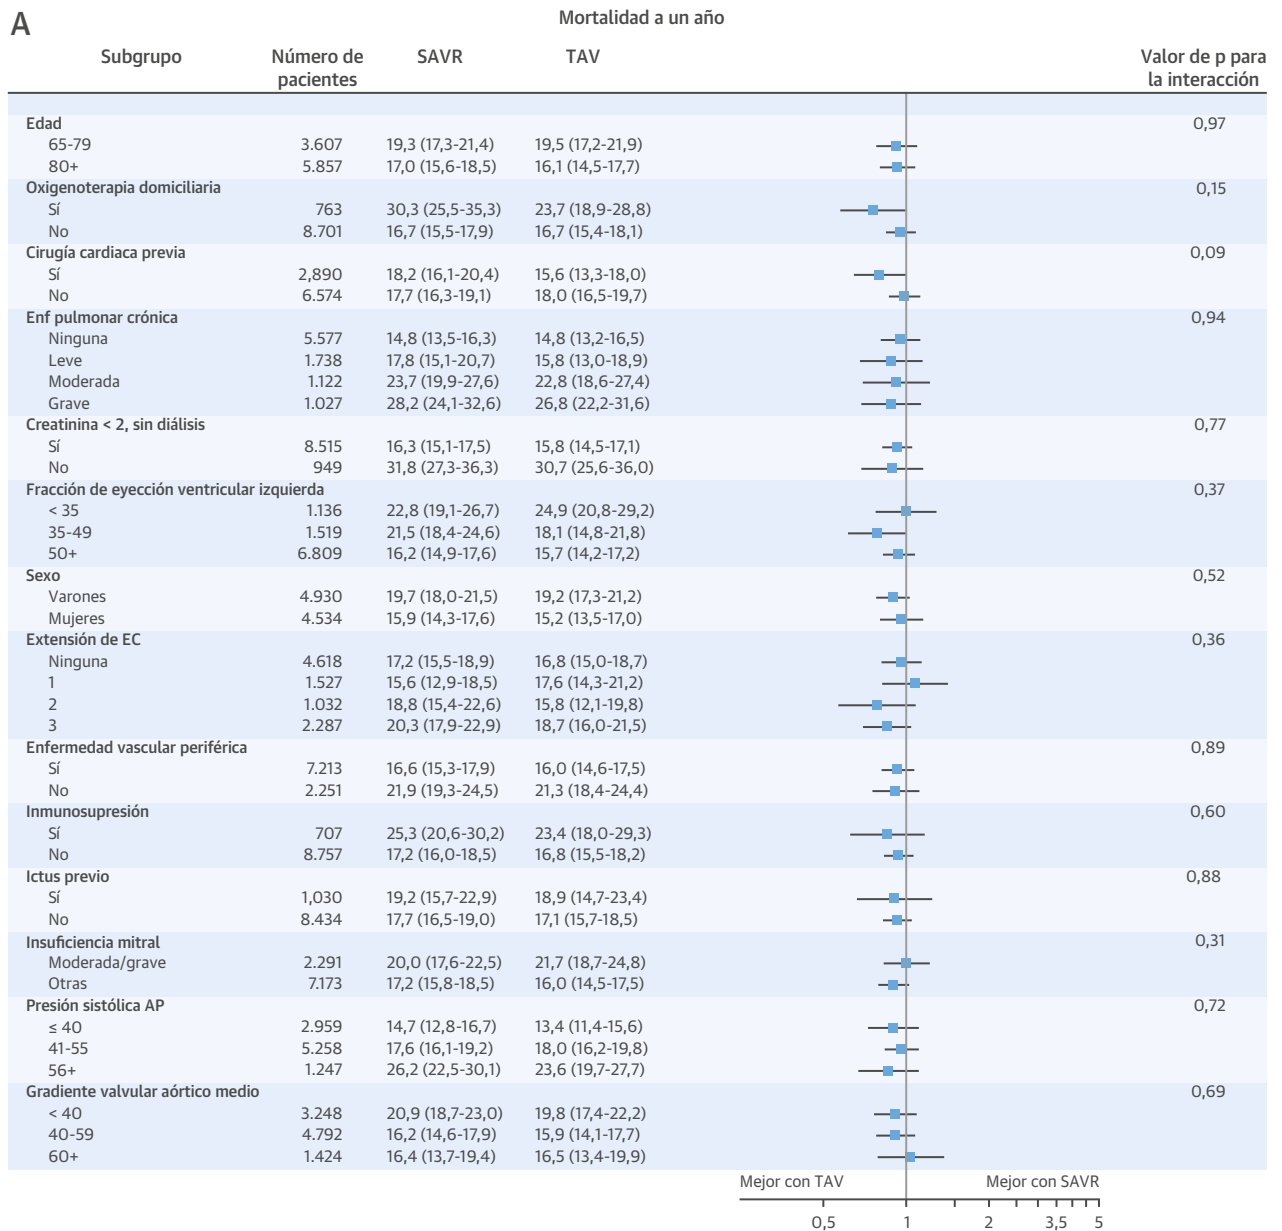 A
Mortalidad a un año
Subgrupo Número de pacientes SAVR TAV Valor de p para la interacción
Edad 0,97
65-79 3.607 19,3 (17,3-21,4) 19,5 (17,2-21,9)
80+ 5.857 17,0 (15,6-18,5) 16,1 (14,5-17,7)
Oxigenoterapia domiciliaria 0,15
Sí 763 30,3 (25,5-35,3) 23,7 (18,9-28,8)
No 8.701 16,7 (15,5-17,9) 16,7 (15,4-18,1)
Cirugía cardiaca previa 0,09
Sí 2,890 18,2 (16,1-20,4) 15,6 (13,3-18,0)
No 6.574 17,7 (16,3-19,1) 18,0 (16,5-19,7)
Enf pulmonar crónica 0,94
Ninguna 5.577 14,8 (13,5-16,3) 14,8 (13,2-16,5)
Leve 1.738 17,8 (15,1-20,7) 15,8 (13,0-18,9)
Moderada 1.122 23,7 (19,9-27,6) 22,8 (18,6-27,4)
Grave 1.027 28,2 (24,1-32,6) 26,8 (22,2-31,6)
Creatinina < 2, sin diálisis 0,77
Sí 8.515 16,3 (15,1-17,5) 15,8 (14,5-17,1)
No 949 31,8 (27,3-36,3) 30,7 (25,6-36,0)
Fracción de eyección ventricular izquierda 0,37
< 35 1.136 22,8 (19,1-26,7) 24,9 (20,8-29,2)
35-49 1.519 21,5 (18,4-24,6) 18,1 (14,8-21,8)
50+ 6.809 16,2 (14,9-17,6) 15,7 (14,2-17,2)
Sexo 0,52
Varones 4.930 19,7 (18,0-21,5) 19,2 (17,3-21,2)
Mujeres 4.534 15,9 (14,3-17,6) 15,2 (13,5-17,0)
Extensión de EC 0,36
Ninguna 4.618 17,2 (15,5-18,9) 16,8 (15,0-18,7)
1 1.527 15,6 (12,9-18,5) 17,6 (14,3-21,2)
2 1.032 18,8 (15,4-22,6) 15,8 (12,1-19,8)
3 2.287 20,3 (17,9-22,9) 18,7 (16,0-21,5)
Enfermedad vascular periférica 0,89
Sí 7.213 16,6 (15,3-17,9) 16,0 (14,6-17,5)
No 2.251 21,9 (19,3-24,5) 21,3 (18,4-24,4)
Inmunosupresión 0,60
Sí 707 25,3 (20,6-30,2) 23,4 (18,0-29,3)
No 8.757 17,2 (16,0-18,5) 16,8 (15,5-18,2)
Ictus previo 0,88
Sí 1,030 19,2 (15,7-22,9) 18,9 (14,7-23,4)
No 8.434 17,7 (16,5-19,0) 17,1 (15,7-18,5)
Insuficiencia mitral 0,31
Moderada/grave 2.291 20,0 (17,6-22,5) 21,7 (18,7-24,8)
Otras 7.173 17,2 (15,8-18,5) 16,0 (14,5-17,5)
Presión sistólica AP 0,72
≤ 40 2.959 14,7 (12,8-16,7) 13,4 (11,4-15,6)
41-55 5.258 17,6 (16,1-19,2) 18,0 (16,2-19,8)
56+ 1.247 26,2 (22,5-30,1) 23,6 (19,7-27,7)
Gradiente valvular aórtico medio 0,69
< 40 3.248 20,9 (18,7-23,0) 19,8 (17,4-22,2)
40-59 4.792 16,2 (14,6-17,9) 15,9 (14,1-17,7)
60+ 1.424 16,4 (13,7-19,4) 16,5 (13,4-19,9)
Mejor con TAV Mejor con SAVR
0,5 1 2 3,5 5